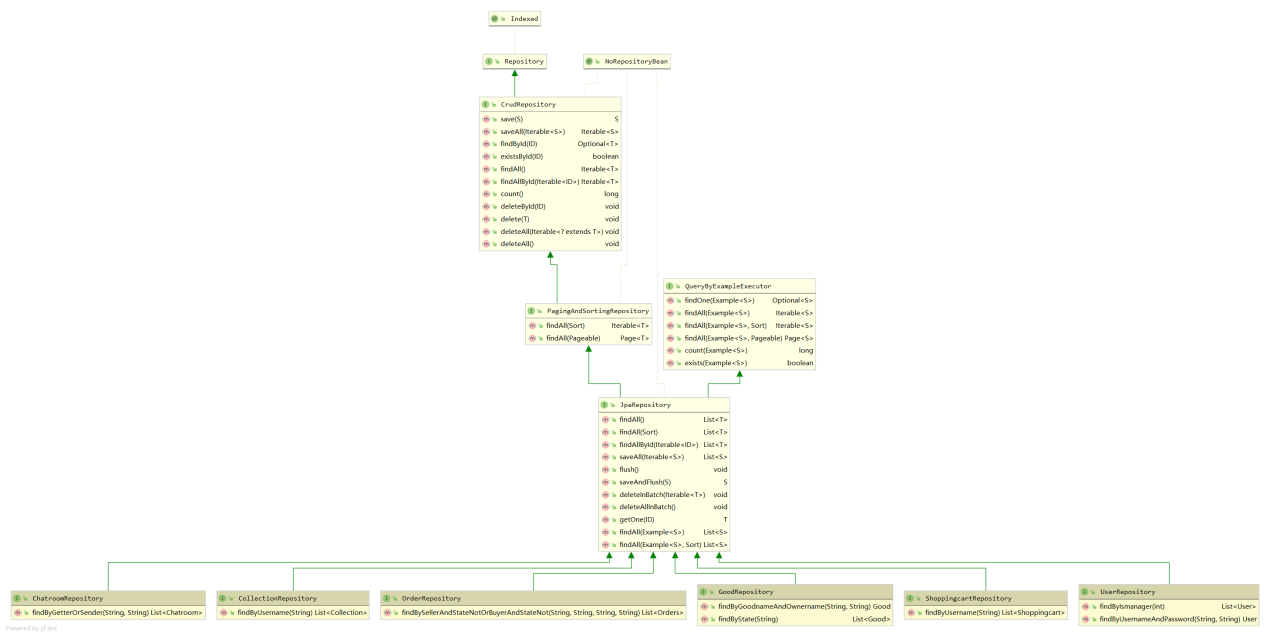 Indexed
Repository
NoRepositoryBean
CrudRepository
save(S) S
saveAll(Iterable<S>) Iterable<S>
findById(ID) Optional<T>
existsById(ID) boolean
findAll() Iterable<T>
findAllById(Iterable<ID>) Iterable<T>
count() long
deleteById(ID) void
delete(T) void
deleteAll(Iterable<? extends T>) void
deleteAll() void
QueryByExampleExecutor
findOne(Example<S>) Optional<S>
findAll(Example<S>) Iterable<S>
findAll(Example<S>, Sort) Iterable<S>
findAll(Example<S>, Pageable) Page<S>
count(Example<S>) long
exists(Example<S>) boolean
PagingAndSortingRepository
findAll(Sort) Iterable<T>
findAll(Pageable) Page<T>
JpaRepository
findAll() List<T>
findAll(Sort) List<T>
findAllById(Iterable<ID>) List<T>
saveAll(Iterable<S>) List<S>
flush() void
saveAndFlush(S) S
deleteInBatch(Iterable<T>) void
deleteAllInBatch() void
getOne(ID) T
findAll(Example<S>) List<S>
findAll(Example<S>, Sort) List<S>
ChatroomRepository
findByGetterOrSender(String, String) List<Chatroom>
CollectionRepository
findByUsername(String) List<Collection>
OrderRepository
findBySellerAndStateNotOrBuyerAndStateNot(String, String, String, String) List<Orders>
GoodRepository
findByGoodnameAndOwnername(String, String) Good
findByState(String) List<Good>
ShoppingcartRepository
findByUsername(String) List<Shoppingcart>
UserRepository
findByIsmanager(int) List<User>
findByUsernameAndPassword(String, String) User
Powered by yFiles